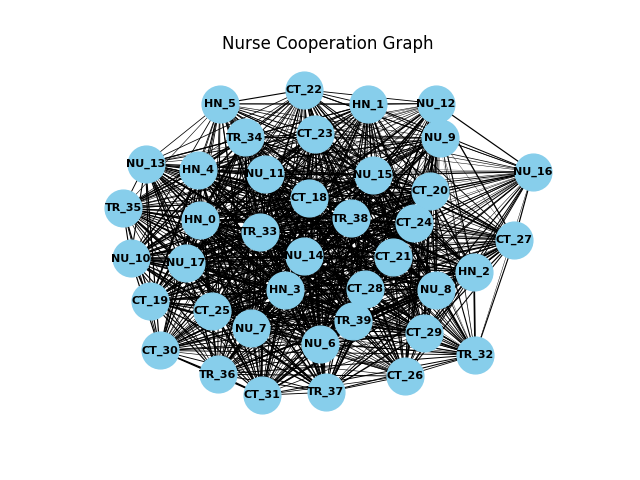 Nurse Cooperation Graph
CT_22
HN_5
HN_1
NU_12
CT_23
TR_34
NU_9
NU_13
HN_4
NU_11
NU_15
NU_16
CT_20
CT_18
TR_35
HN_0
TR_38
CT_24
TR_33
CT_27
NU_14
CT_21
NU_10
NU_17
HN_2
HN_3
CT_28
NU_8
CT_19
CT_25
TR_39
NU_7
CT_29
NU_6
CT_30
TR_32
TR_36
CT_26
TR_37
CT_31